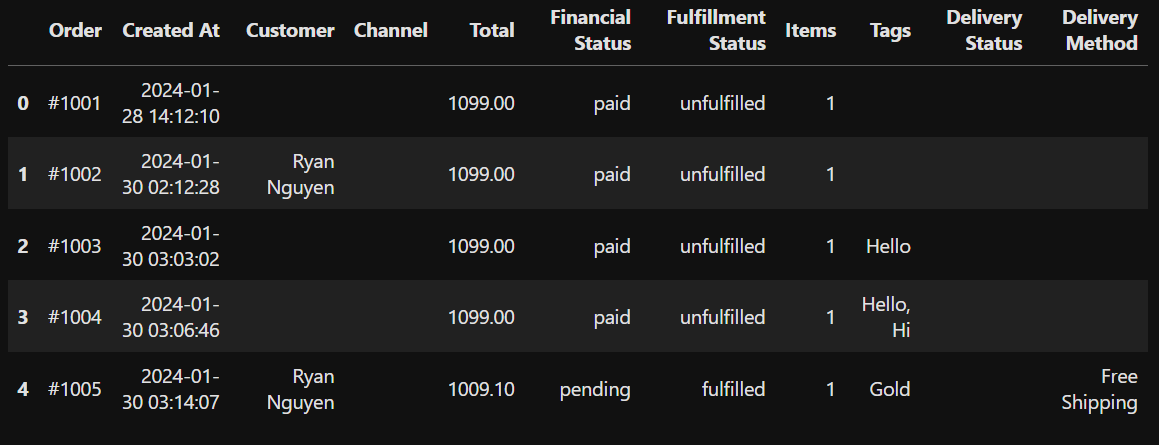 Order Created At Customer Channel Total Financial Status Fulfillment Status Items Tags Delivery Status Delivery Method
0 #1001 2024-01-28 14:12:10 1099.00 paid unfulfilled 1
1 #1002 2024-01-30 02:12:28 Ryan Nguyen 1099.00 paid unfulfilled 1
2 #1003 2024-01-30 03:03:02 1099.00 paid unfulfilled 1 Hello
3 #1004 2024-01-30 03:06:46 1099.00 paid unfulfilled 1 Hello, Hi
4 #1005 2024-01-30 03:14:07 Ryan Nguyen 1009.10 pending fulfilled 1 Gold Free Shipping